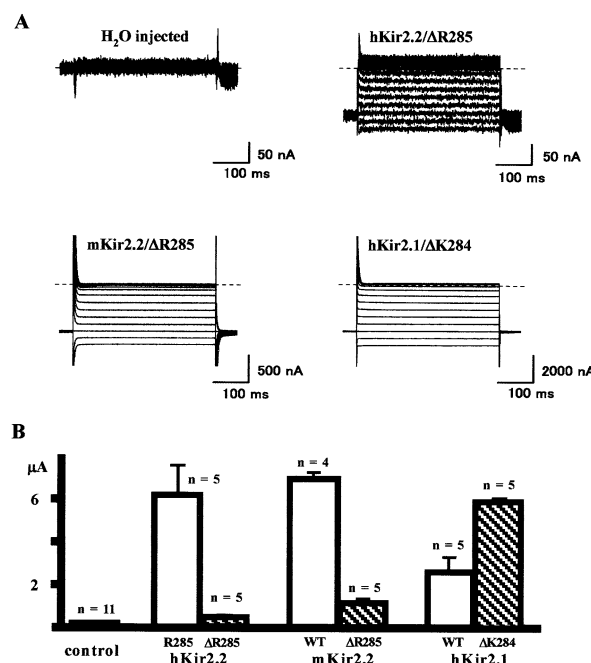 A
H₂O injected
hKir2.2/ΔR285
50 nA
100 ms
50 nA
100 ms
mKir2.2/ΔR285
hKir2.1/ΔK284
500 nA
100 ms
2000 nA
100 ms
B
μA
6
2
n = 11
n = 5
n = 5
n = 4
n = 5
n = 5
n = 5
control
R285 ΔR285
WT ΔR285
WT ΔK284
hKir2.2
mKir2.2
hKir2.1